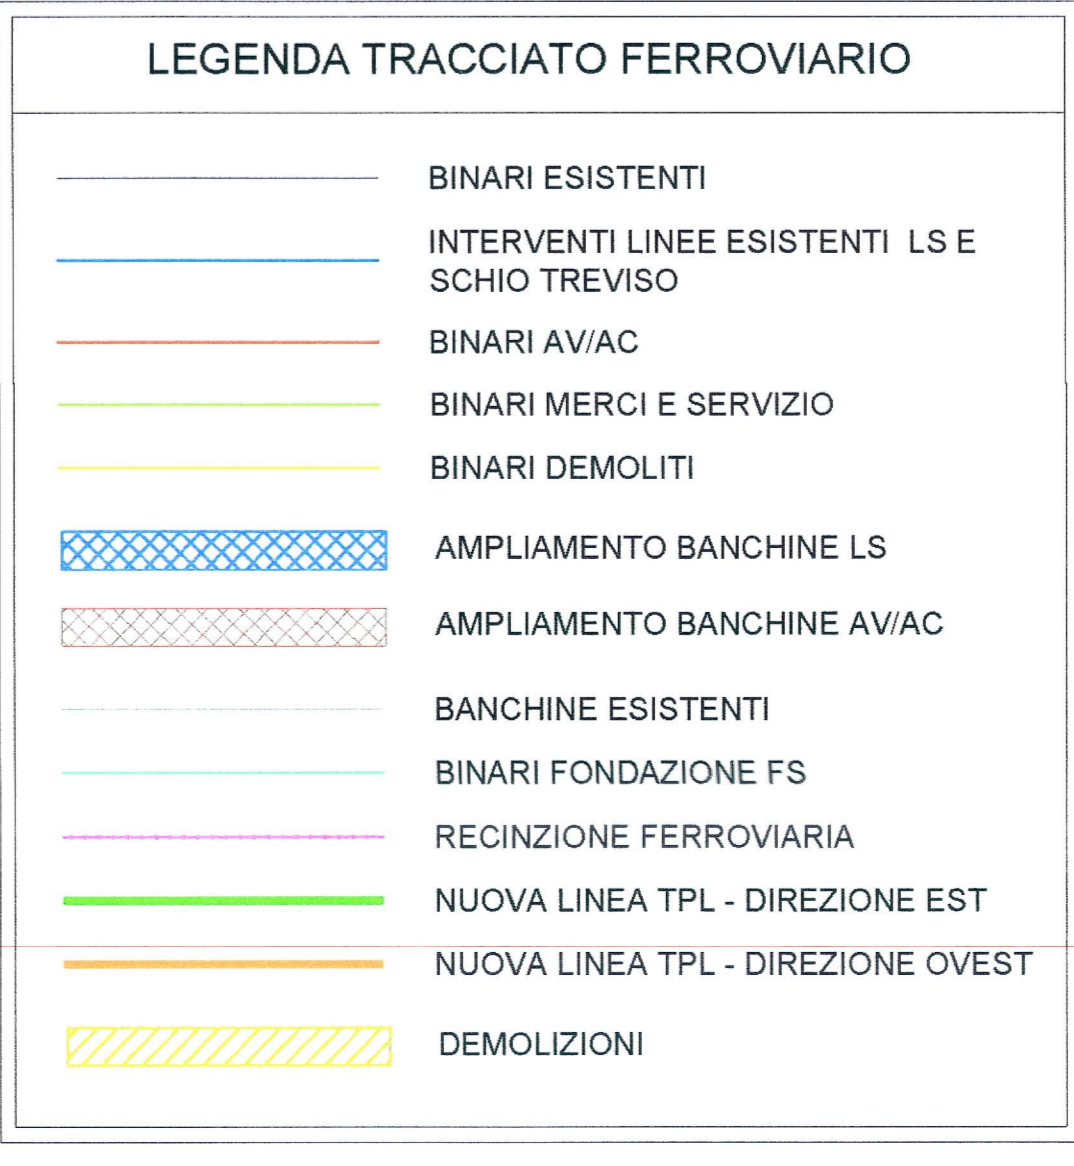 LEGENDA TRACCIATO FERROVIARIO
BINARI ESISTENTI
INTERVENTI LINEE ESISTENTI LS E
SCHIO TREVISO
BINARI AV/AC
BINARI MERCI E SERVIZIO
BINARI DEMOLITI
AMPLIAMENTO BANCHINE LS
AMPLIAMENTO BANCHINE AV/AC
BANCHINE ESISTENTI
BINARI FONDAZIONE FS
RECINZIONE FERROVIARIA
NUOVA LINEA TPL - DIREZIONE EST
NUOVA LINEA TPL - DIREZIONE OVEST
DEMOLIZIONI